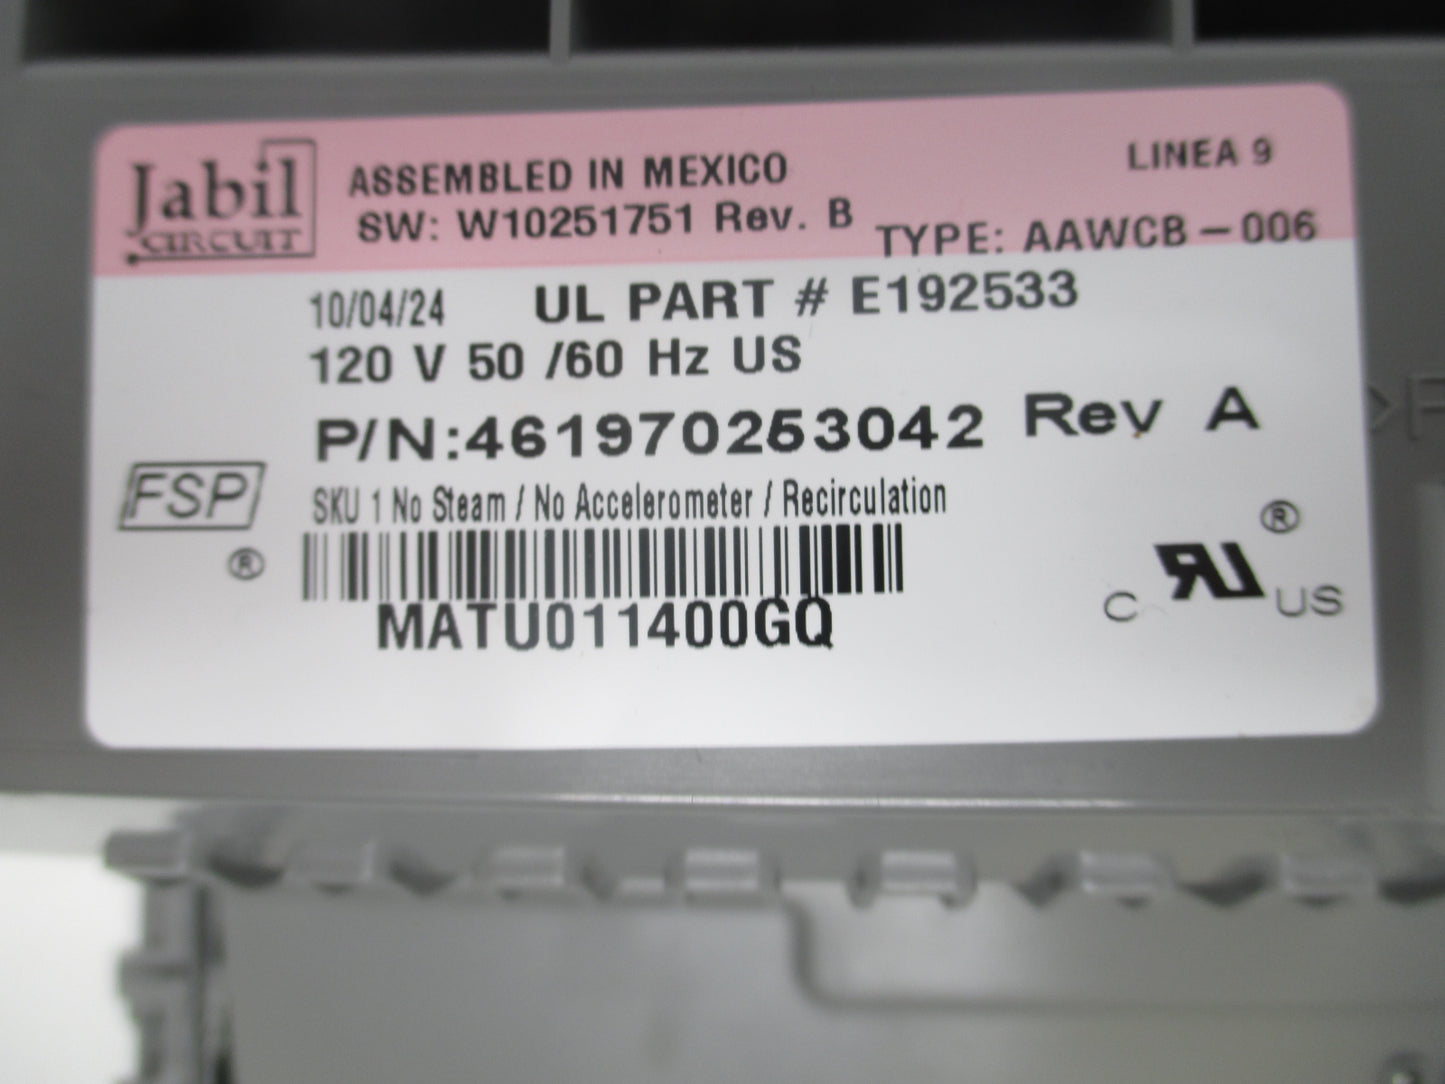 Jabil
CIRCUIT
ASSEMBLED IN MEXICO
LINEA 9
SW: W10251751 Rev. B
TYPE: AAWCB-006
10/04/24
UL PART # E192533
120 V 50 /60 Hz US
P/N:461970253042 Rev A
FSP
®
SKU 1 No Steam / No Accelerometer / Recirculation
MATU011400GQ
C
RU
®
US